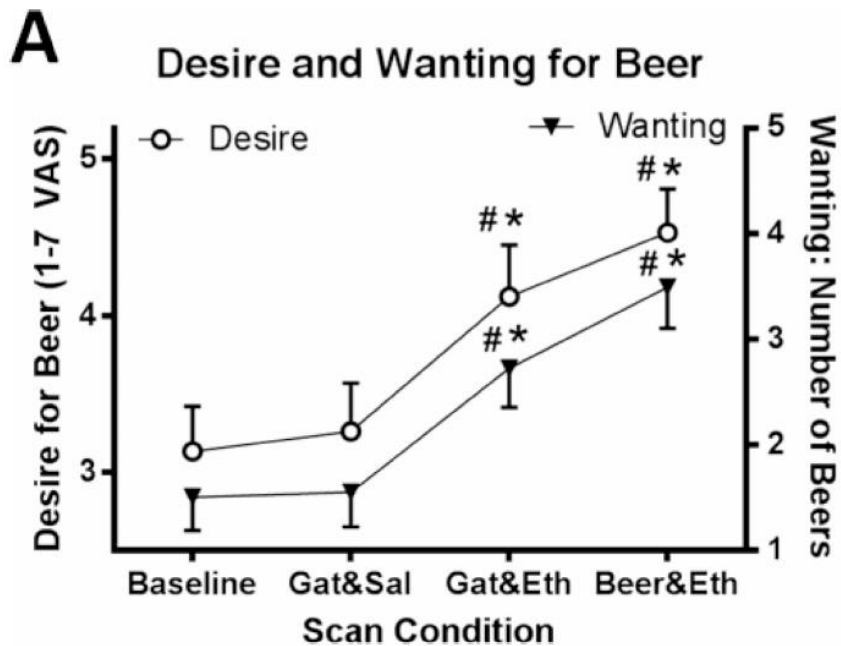 A
Desire and Wanting for Beer
Desire
Wanting
Desire for Beer (1-7 VAS)
5
4
3
# *
# *
# *
# *
5
4
3
2
1
Wanting: Number of Beers
Baseline Gat&Sal Gat&Eth Beer&Eth
Scan Condition